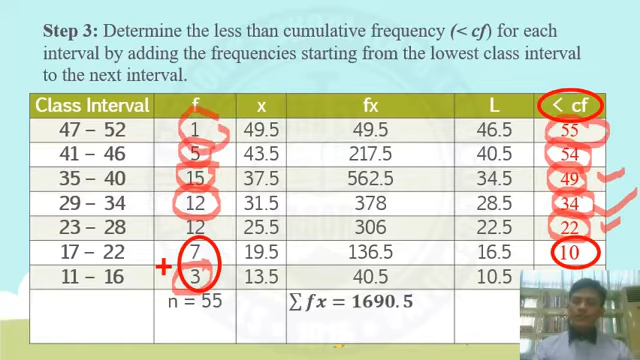 Step 3: Determine the less than cumulative frequency (< cf) for each
interval by adding the frequencies starting from the lowest class interval
to the next interval.
Class Interval f x fx L < cf
47 – 52 1 49.5 49.5 46.5 55
41 – 46 5 43.5 217.5 40.5 54
35 – 40 15 37.5 562.5 34.5 49
29 – 34 12 31.5 378 28.5 34
23 – 28 12 25.5 306 22.5 22
17 – 22 7 19.5 136.5 16.5 10
+
11 – 16 3 13.5 40.5 10.5
n = 55 ∑fx = 1690.5